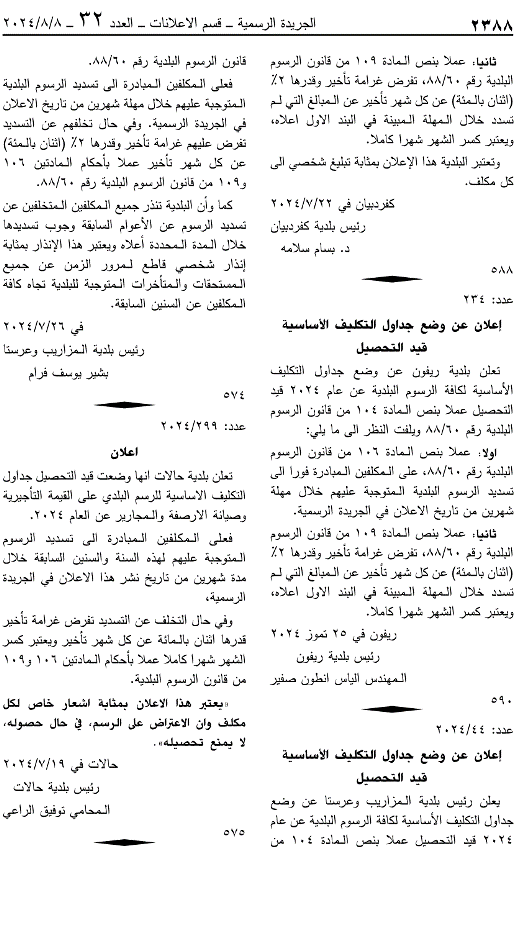 ٢٣٨٨
الجريدة الرسمية ــ قسم الاعلانات ــ العدد ٣٢ ــ ٢٠٢٤/٨/٨
ثانيا: عملا بنص المادة ١٠٩ من قانون الرسوم
البلدية رقم ٨٨/٦٠، تفرض غرامة تأخير وقدرها ٢٪
(اثنان بالمئة) عن كل شهر تأخير عن المبالغ التي لم
تسدد خلال المهلة المبينة في البند الاول اعلاه،
ويعتبر كسر الشهر شهرا كاملا.
وتعتبر البلدية هذا الإعلان بمثابة تبليغ شخصي الى
كل مكلف.
كفردبيان في ٢٠٢٤/٧/٢٢
رئيس بلدية كفردبيان
د. بسام سلامه
٥٨٨
عدد: ٢٣٤
إعلان عن وضع جداول التكليف الأساسية
قيد التحصيل
تعلن بلدية ريفون عن وضع جداول التكليف
الأساسية لكافة الرسوم البلدية عن عام ٢٠٢٤ قيد
التحصيل عملا بنص المادة ١٠٤ من قانون الرسوم
البلدية رقم ٨٨/٦٠ ويلفت النظر الى ما يلي:
اولا: عملا بنص المادة ١٠٦ من قانون الرسوم
البلدية رقم ٨٨/٦٠، على المكلفين المبادرة فورا الى
تسديد الرسوم البلدية المتوجبة عليهم خلال مهلة
شهرين من تاريخ الاعلان في الجريدة الرسمية.
ثانيا: عملا بنص المادة ١٠٩ من قانون الرسوم
البلدية رقم ٨٨/٦٠، تفرض غرامة تأخير وقدرها ٢٪
(اثنان بالمئة) عن كل شهر تأخير عن المبالغ التي لم
تسدد خلال المهلة المبينة في البند الاول اعلاه،
ويعتبر كسر الشهر شهرا كاملا.
ريفون في ٢٥ تموز ٢٠٢٤
رئيس بلدية ريفون
المهندس الياس انطون صفير
٥٩٠
عدد: ٢٠٢٤/٤٤
إعلان عن وضع جداول التكليف الأساسية
قيد التحصيل
يعلن رئيس بلدية المزاريب وعرستا عن وضع
جداول التكليف الأساسية لكافة الرسوم البلدية عن عام
٢٠٢٤ قيد التحصيل عملا بنص المادة ١٠٤ من
قانون الرسوم البلدية رقم ٨٨/٦٠.
فعلى المكلفين المبادرة الى تسديد الرسوم البلدية
المتوجبة عليهم خلال مهلة شهرين من تاريخ الاعلان
في الجريدة الرسمية. وفي حال تخلفهم عن التسديد
تفرض عليهم غرامة تأخير وقدرها ٢٪ (اثنان بالمئة)
عن كل شهر تأخير عملا بأحكام المادتين ١٠٦
و١٠٩ من قانون الرسوم البلدية رقم ٨٨/٦٠.
كما وأن البلدية تنذر جميع المكلفين المتخلفين عن
تسديد الرسوم عن الأعوام السابقة وجوب تسديدها
خلال المدة المحددة أعلاه ويعتبر هذا الإنذار بمثابة
إنذار شخصي قاطع لمرور الزمن عن جميع
المستحقات والمتأخرات المتوجبة للبلدية تجاه كافة
المكلفين عن السنين السابقة.
في ٢٠٢٤/٧/٢٦
رئيس بلدية المزاريب وعرستا
بشير يوسف فرام
٥٧٤
عدد: ٢٠٢٤/٢٩٩
اعلان
تعلن بلدية حالات انها وضعت قيد التحصيل جداول
التكليف الاساسية للرسم البلدي على القيمة التأجيرية
وصيانة الارصفة والمجارير عن العام ٢٠٢٤.
فعلى المكلفين المبادرة الى تسديد الرسوم
المتوجبة عليهم لهذه السنة والسنين السابقة خلال
مدة شهرين من تاريخ نشر هذا الاعلان في الجريدة
الرسمية،
وفي حال التخلف عن التسديد تفرض غرامة تأخير
قدرها اثنان بالمائة عن كل شهر تأخير ويعتبر كسر
الشهر شهرا كاملا عملا بأحكام المادتين ١٠٦ و١٠٩
من قانون الرسوم البلدية.
«يعتبر هذا الاعلان بمثابة اشعار خاص لكل
مكلف وان الاعتراض على الرسم، في حال حصوله،
لا يمنع تحصيله».
حالات في ٢٠٢٤/٧/١٩
رئيس بلدية حالات
المحامي توفيق الراعي
٥٧٥